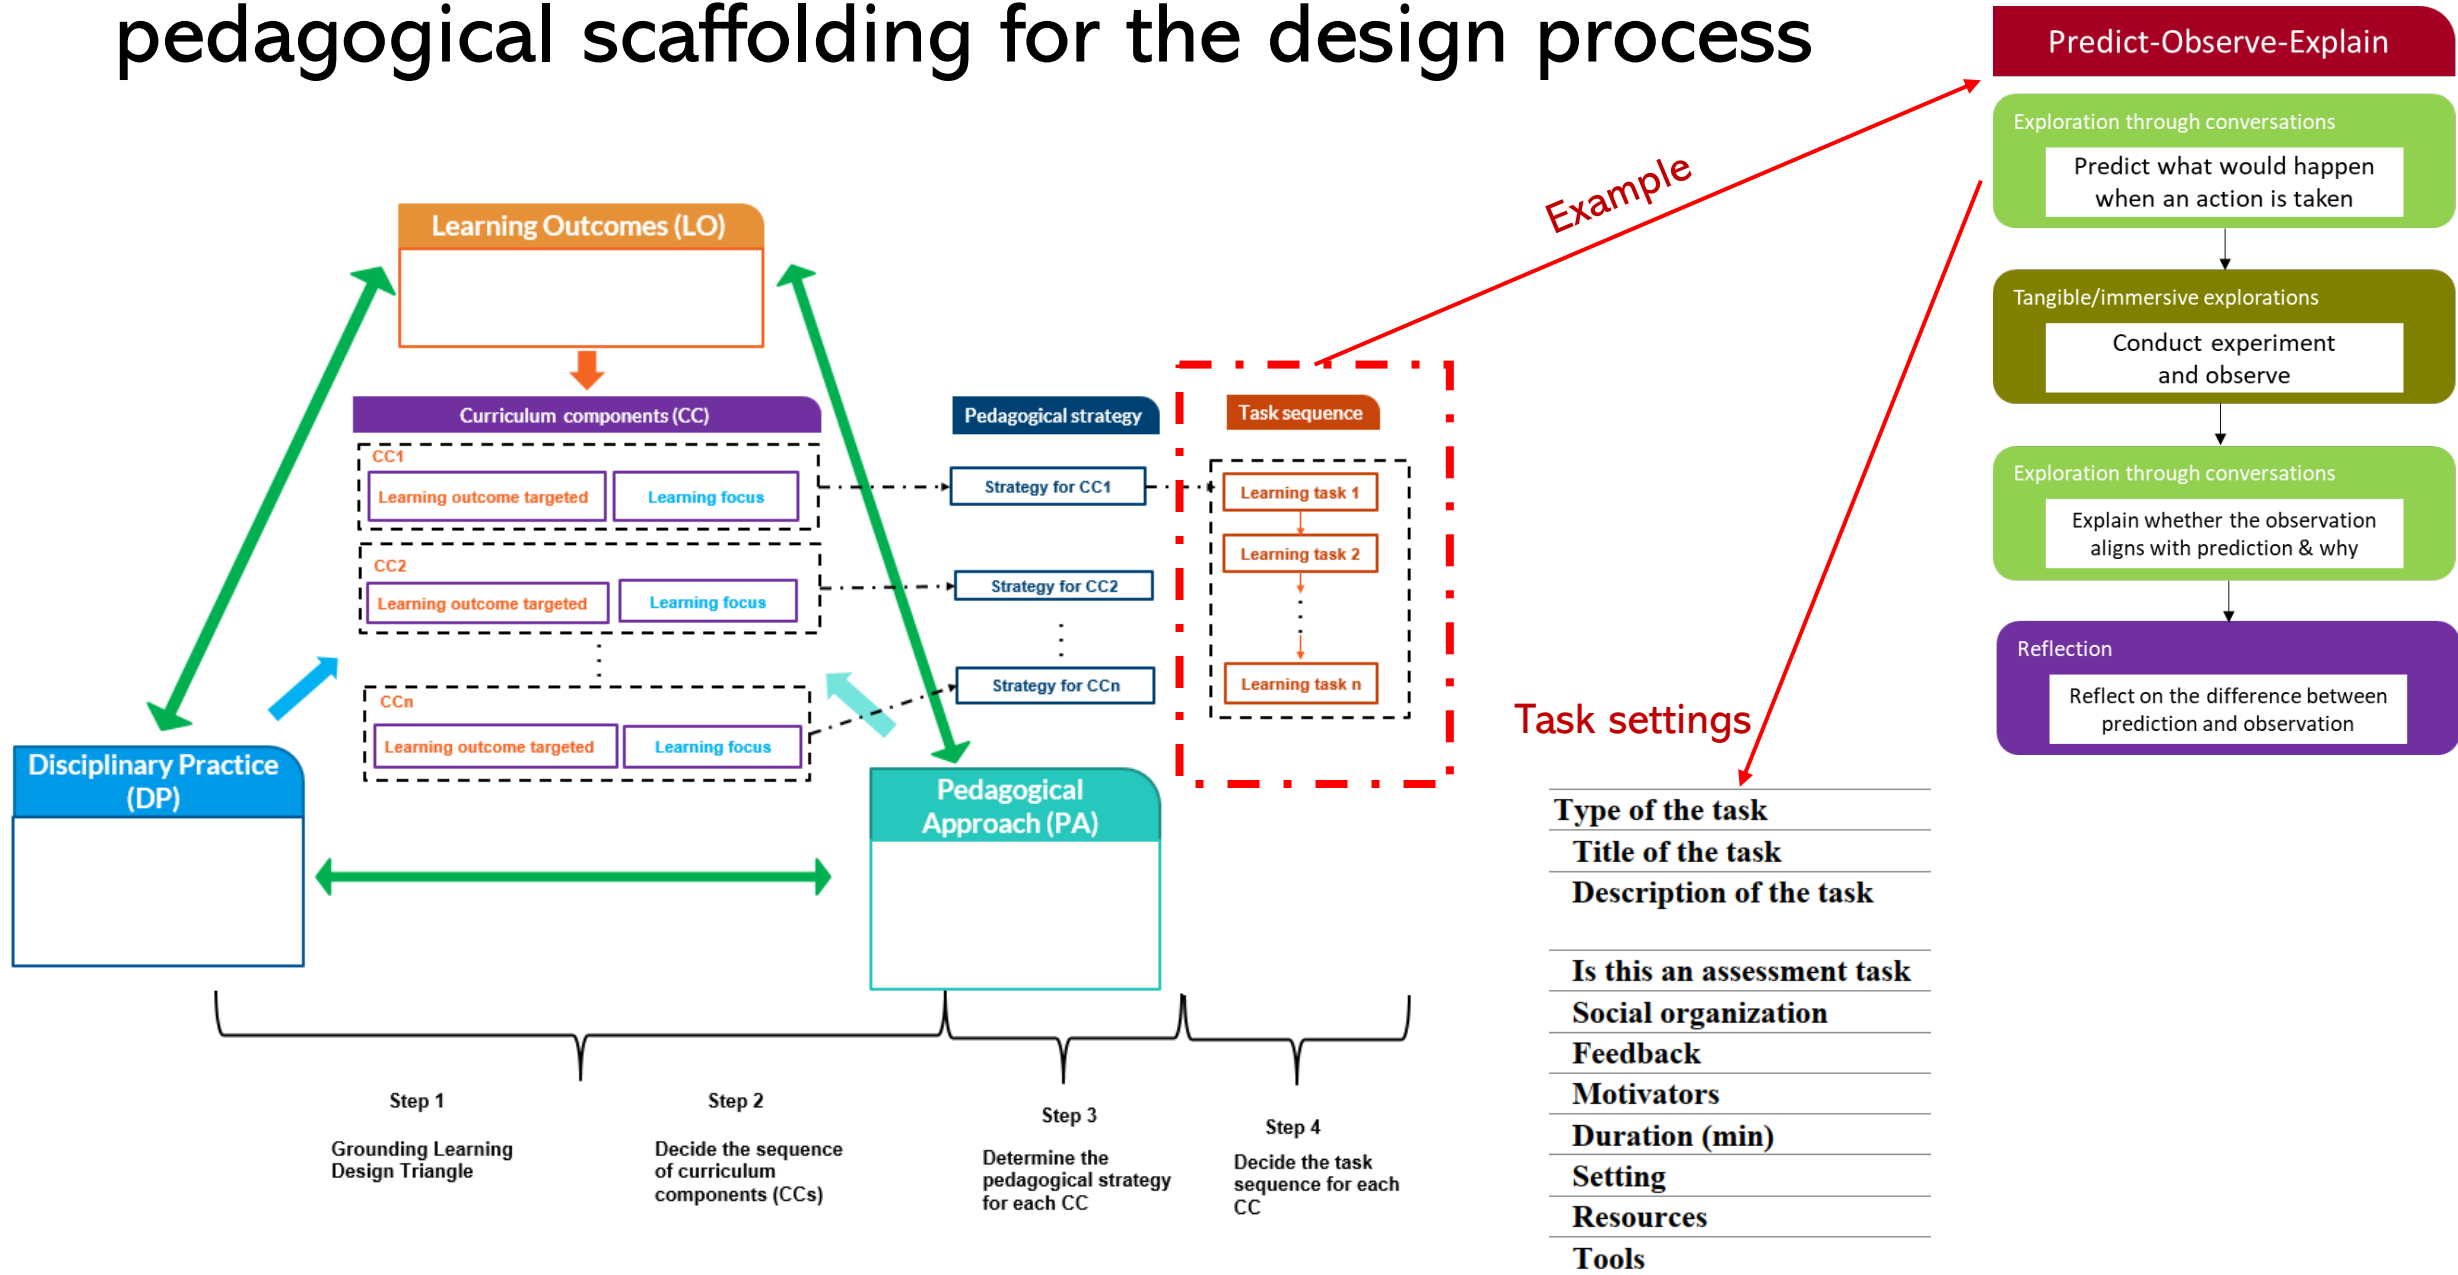 pedagogical scaffolding for the design process
Learning Outcomes (LO)
Curriculum components (CC)
CC1
Learning outcome targeted
Learning focus
CC2
Learning outcome targeted
Learning focus
CCn
Learning outcome targeted
Learning focus
Pedagogical strategy
Strategy for CC1
Strategy for CC2
Strategy for CCn
Task sequence
Learning task 1
Learning task 2
Learning task n
Disciplinary Practice
(DP)
Pedagogical
Approach (PA)
Step 1
Grounding Learning
Design Triangle
Step 2
Decide the sequence
of curriculum
components (CCs)
Step 3
Determine the
pedagogical strategy
for each CC
Step 4
Decide the task
sequence for each
CC
Example
Predict-Observe-Explain
Exploration through conversations
Predict what would happen
when an action is taken
Tangible/immersive explorations
Conduct experiment
and observe
Exploration through conversations
Explain whether the observation
aligns with prediction & why
Reflection
Reflect on the difference between
prediction and observation
Task settings
Type of the task
Title of the task
Description of the task
Is this an assessment task
Social organization
Feedback
Motivators
Duration (min)
Setting
Resources
Tools